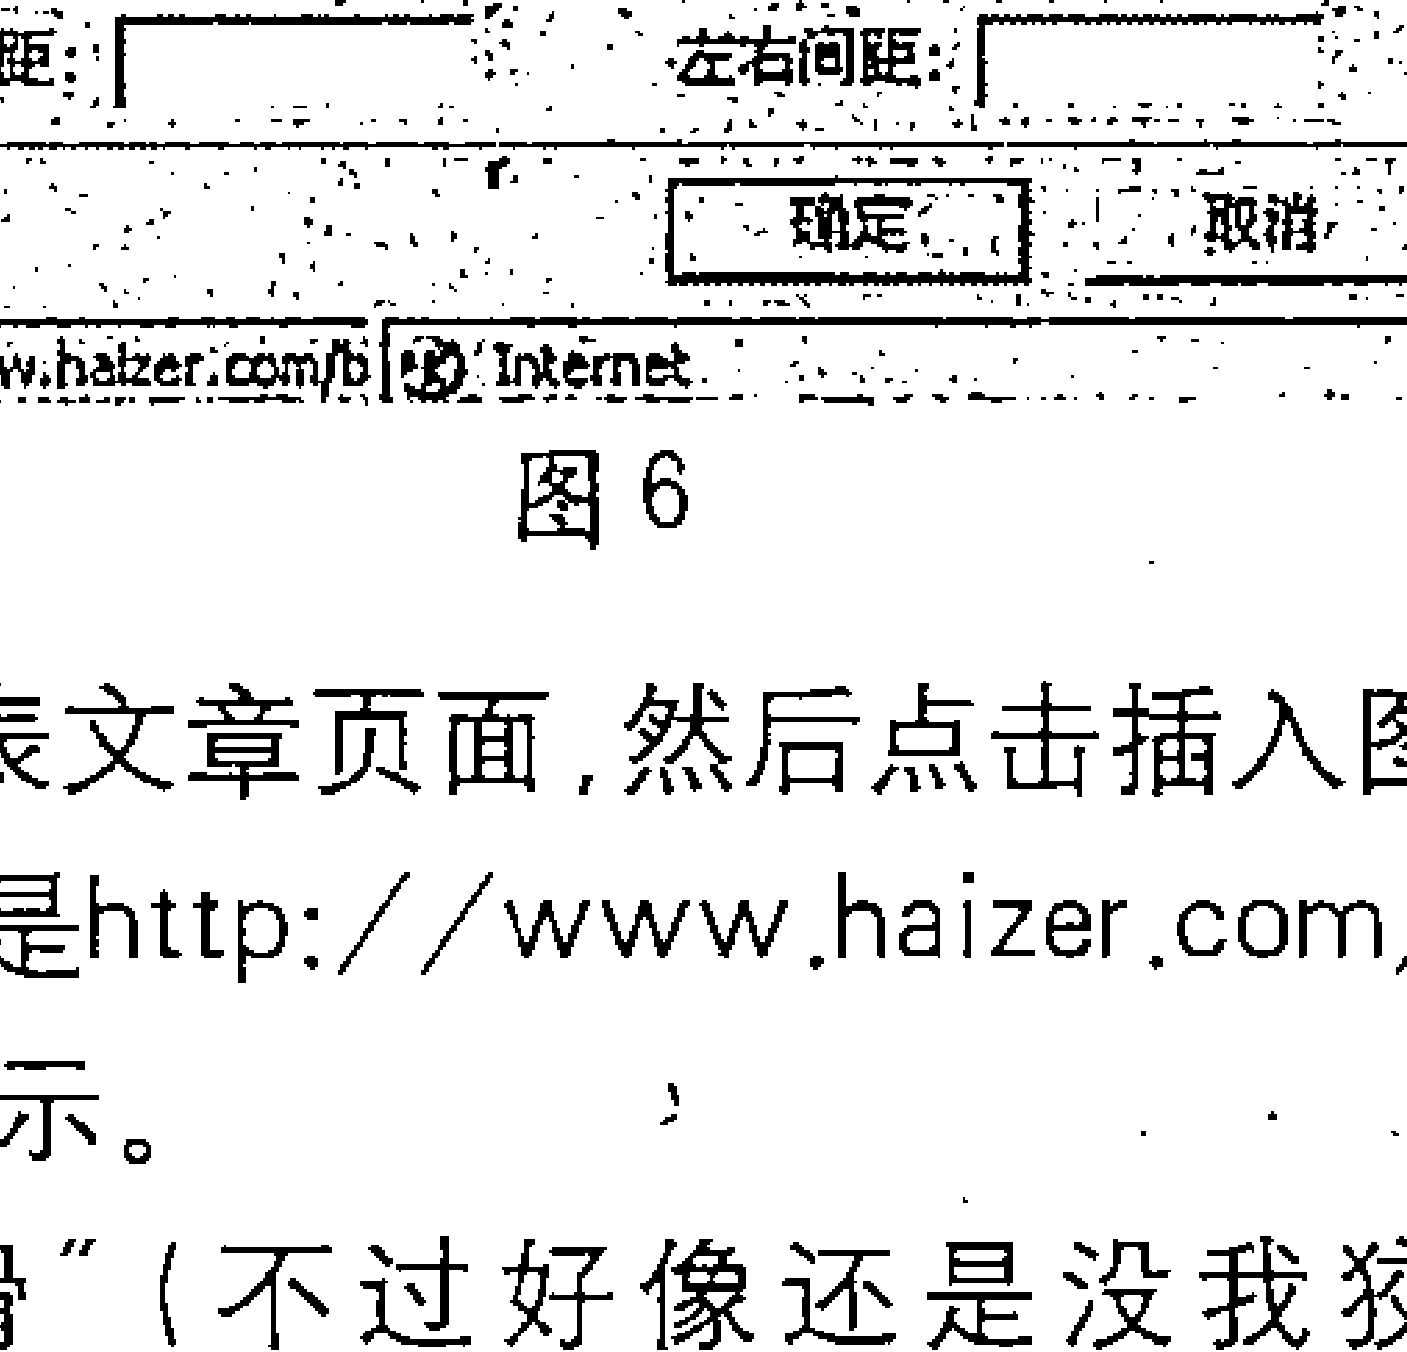 距: 左右间距:
确定 取消
w.haizer.com/b Internet
图 6
表文章页面,然后点击插入图
是http://www.haizer.com,
示。
滑"(不过好像还是没我狡